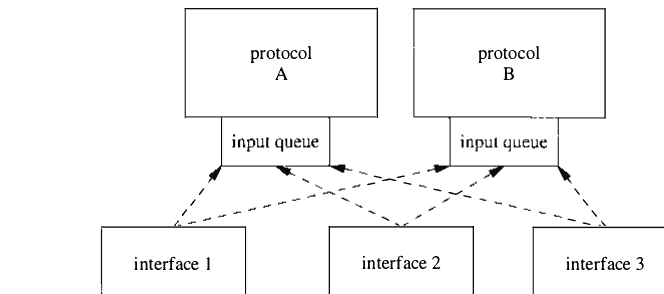 protocol
A
protocol
B
input queue
input queue
interface 1
interface 2
interface 3